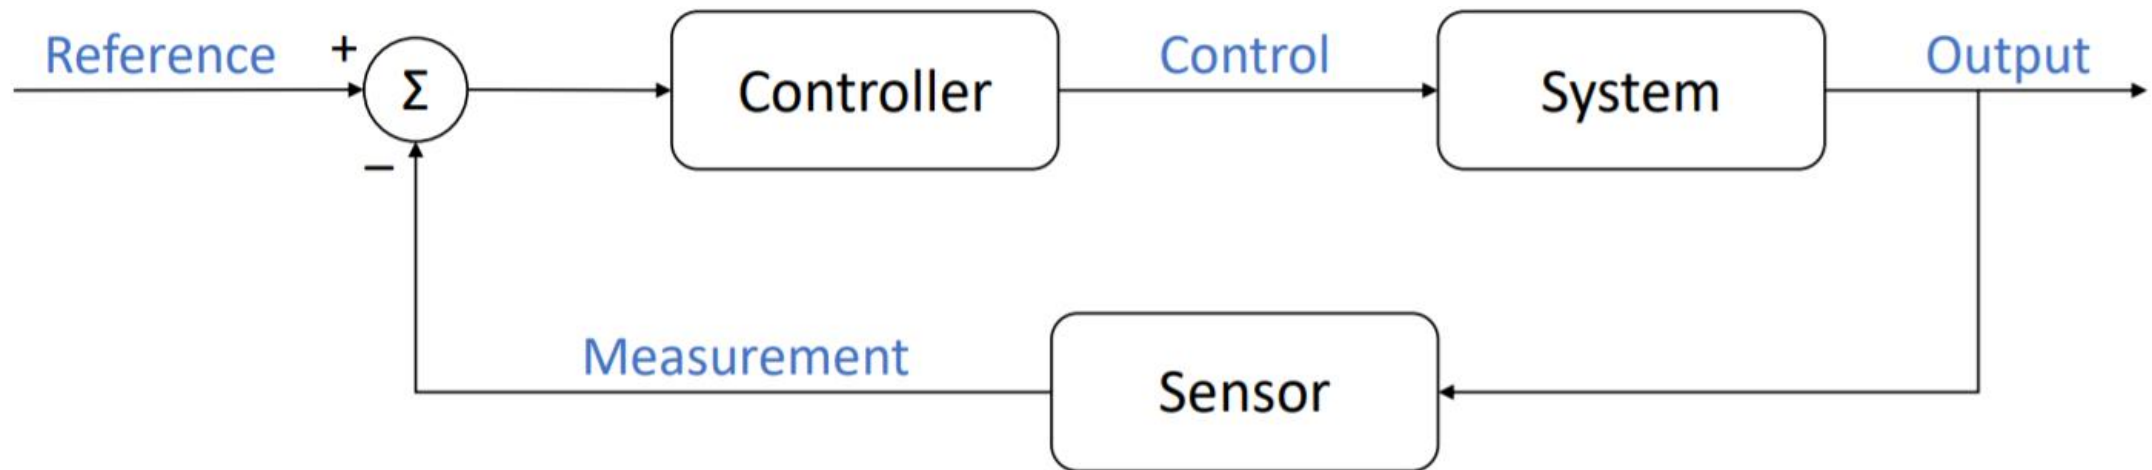 Reference
+
Σ
−
Controller
Control
System
Output
Measurement
Sensor